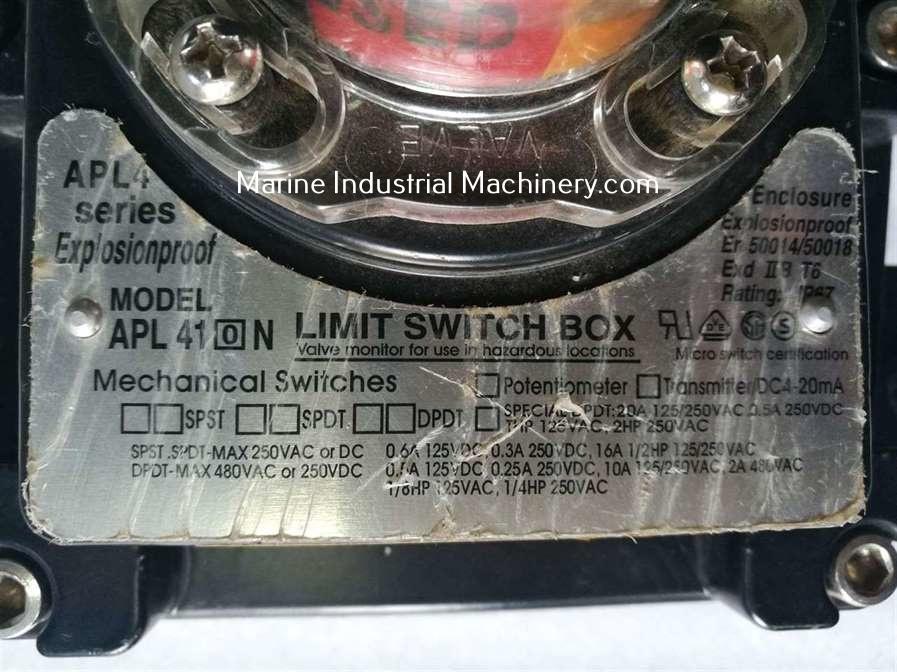 SED
VALVE
Marine Industrial Machinery.com
APL4
series
Explosionproof
MODEL
APL 41 0 N
Enclosure
Explosionproof
Er 50014/50018
Exd IIB T6
Rating: IP67
LIMIT SWITCH BOX
Valve monitor for use in hazardous locations
Micro switch certification
Mechanical Switches
Potentiometer Transmitter/DC4-20mA
SPST SPDT DPDT
SPECIAL DPDT: 20A 125/250VAC 0.5A 250VDC
1HP 125VAC, 2HP 250VAC
SPST .SPDT-MAX 250VAC or DC 0.6A 125VDC, 0.3A 250VDC, 16A 1/2HP 125/250VAC
DPDT-MAX 480VAC or 250VDC 125VDC, 0.25A 250VDC, 10A 125/250VAC, 2A 480VAC
1/8HP 125VAC, 1/4HP 250VAC